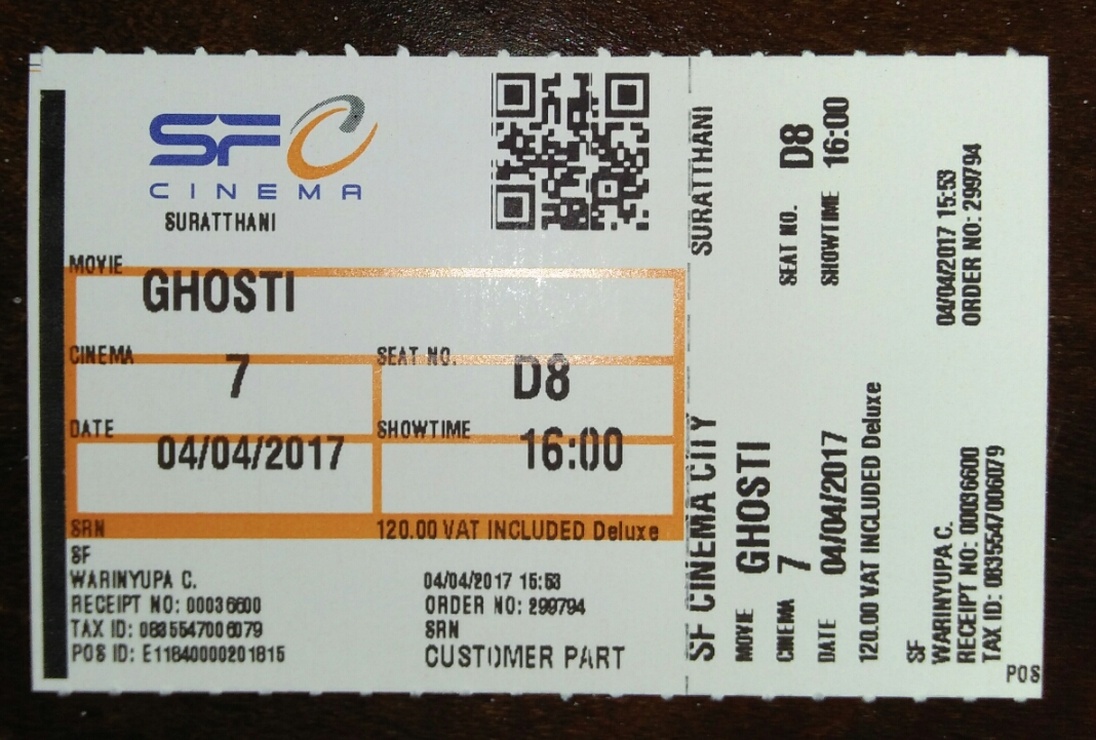 SFC
CINEMA
SURATTHANI
MOVIE
GHOSTI
CINEMA
7
SEAT NO.
D8
DATE
04/04/2017
SHOWTIME
16:00
SRN
120.00 VAT INCLUDED Deluxe
SF
WARINYUPA C.
RECEIPT NO: 00036600
TAX ID: 0835547006079
POS ID: E11840000201815
04/04/2017 15:53
ORDER NO: 299794
SRN
CUSTOMER PART
SF CINEMA CITY SURATTHANI
MOVIE GHOSTI
CINEMA 7 SEAT NO. D8
DATE 04/04/2017 SHOWTIME 16:00
120.00 VAT INCLUDED Deluxe
SF
WARINYUPA C. 04/04/2017 15:53
RECEIPT NO: 00036600 ORDER NO: 299794
TAX ID: 0835547006079
POS